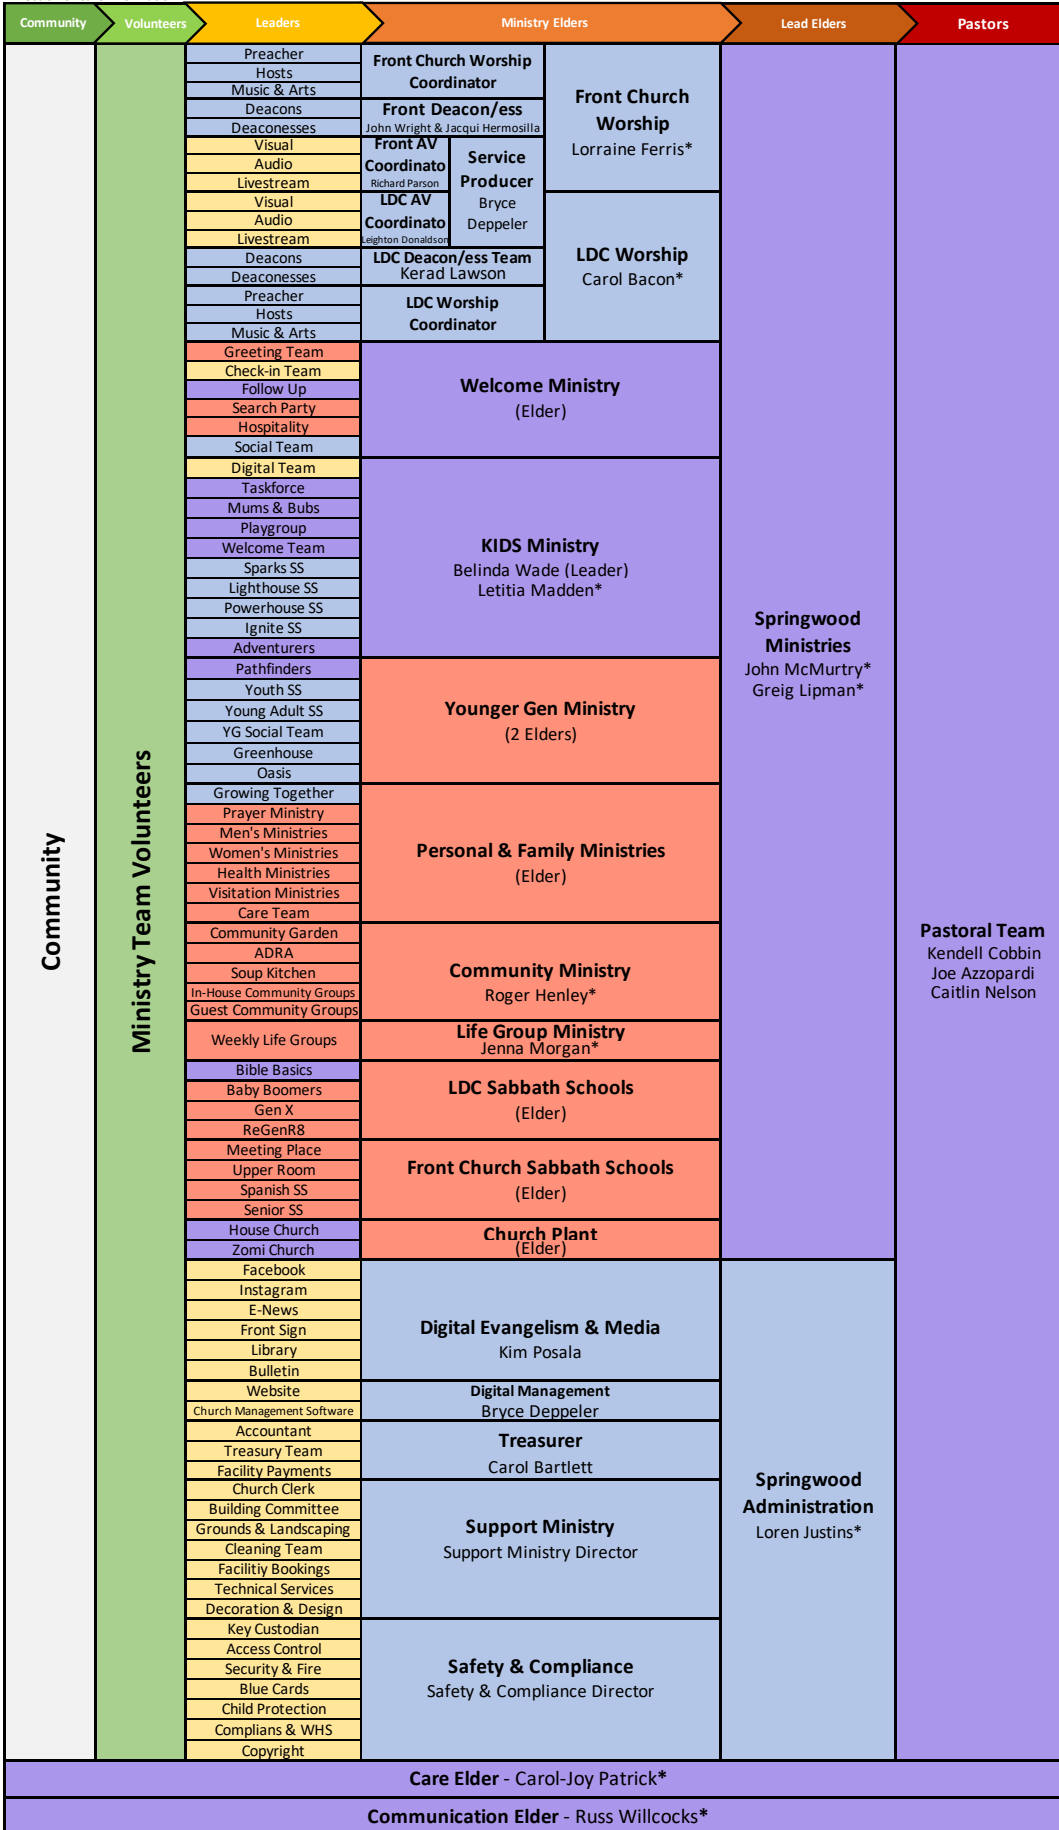 Community
Volunteers
Leaders
Ministry Elders
Lead Elders
Pastors
Community
Ministry Team Volunteers
Preacher
Hosts
Music & Arts
Deacons
Deaconesses
Visual
Audio
Livestream
Visual
Audio
Livestream
Deacons
Deaconesses
Preacher
Hosts
Music & Arts
Greeting Team
Check-in Team
Follow Up
Search Party
Hospitality
Social Team
Digital Team
Taskforce
Mums & Bubs
Playgroup
Welcome Team
Sparks SS
Lighthouse SS
Powerhouse SS
Ignite SS
Adventurers
Pathfinders
Youth SS
Young Adult SS
YG Social Team
Greenhouse
Oasis
Growing Together
Prayer Ministry
Men's Ministries
Women's Ministries
Health Ministries
Visitation Ministries
Care Team
Community Garden
ADRA
Soup Kitchen
In-House Community Groups
Guest Community Groups
Weekly Life Groups
Bible Basics
Baby Boomers
Gen X
ReGenR8
Meeting Place
Upper Room
Spanish SS
Senior SS
House Church
Zomi Church
Facebook
Instagram
E-News
Front Sign
Library
Bulletin
Website
Church Management Software
Accountant
Treasury Team
Facility Payments
Church Clerk
Building Committee
Grounds & Landscaping
Cleaning Team
Facilitiy Bookings
Technical Services
Decoration & Design
Key Custodian
Access Control
Security & Fire
Blue Cards
Child Protection
Complians & WHS
Copyright
Front Church Worship
Coordinator
Front Deacon/ess
John Wright & Jacqui Hermosilla
Front AV
Coordinato
Richard Parson
LDC AV
Coordinato
Leighton Donaldson
Service
Producer
Bryce
Deppeler
LDC Deacon/ess Team
Kerad Lawson
LDC Worship
Coordinator
Front Church
Worship
Lorraine Ferris*
LDC Worship
Carol Bacon*
Welcome Ministry
(Elder)
KIDS Ministry
Belinda Wade (Leader)
Letitia Madden*
Younger Gen Ministry
(2 Elders)
Personal & Family Ministries
(Elder)
Community Ministry
Roger Henley*
Life Group Ministry
Jenna Morgan*
LDC Sabbath Schools
(Elder)
Front Church Sabbath Schools
(Elder)
Church Plant
(Elder)
Digital Evangelism & Media
Kim Posala
Digital Management
Bryce Deppeler
Treasurer
Carol Bartlett
Support Ministry
Support Ministry Director
Safety & Compliance
Safety & Compliance Director
Springwood
Ministries
John McMurtry*
Greig Lipman*
Springwood
Administration
Loren Justins*
Pastoral Team
Kendell Cobbin
Joe Azzopardi
Caitlin Nelson
Care Elder - Carol-Joy Patrick*
Communication Elder - Russ Willcocks*